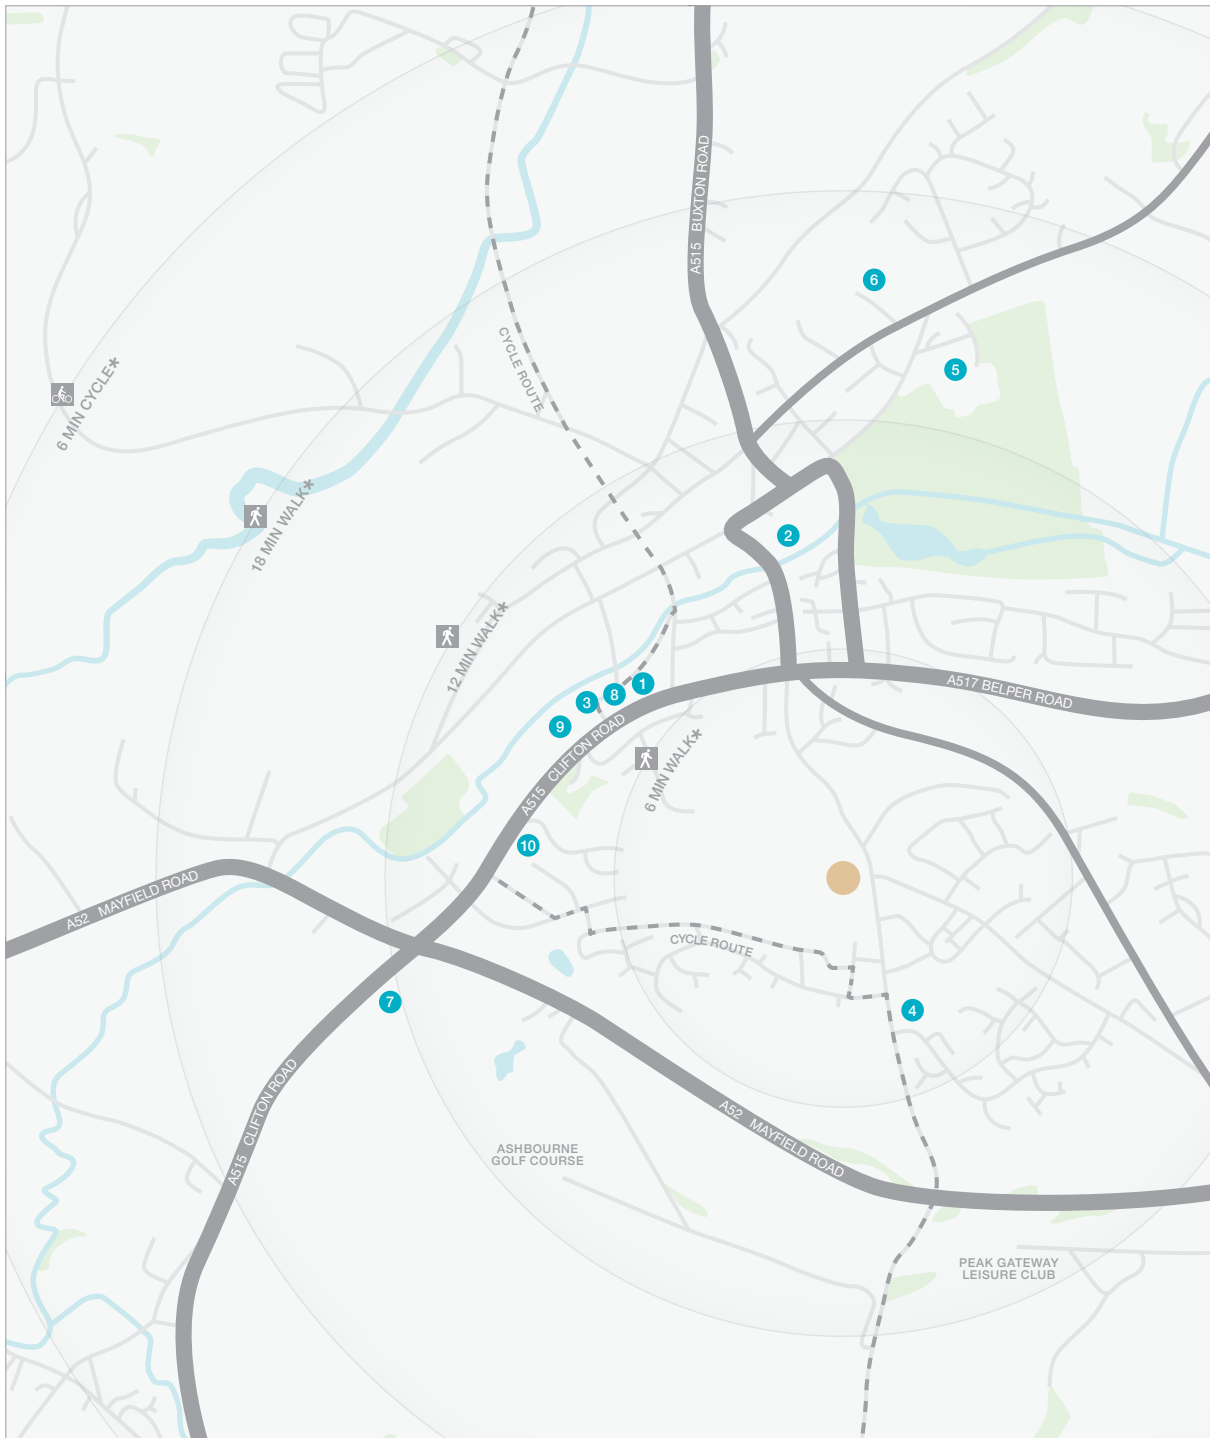 A515 BUXTON ROAD
6
CYCLE ROUTE
5
6 MIN CYCLE*
18 MIN WALK*
2
12 MIN WALK*
1
8
3
9
A517 BELPER ROAD
A515 CLIFTON ROAD
6 MIN WALK*
10
A52 MAYFIELD ROAD
CYCLE ROUTE
7
4
A515 CLIFTON ROAD
A52 MAYFIELD ROAD
ASHBOURNE
GOLF COURSE
PEAK GATEWAY
LEISURE CLUB